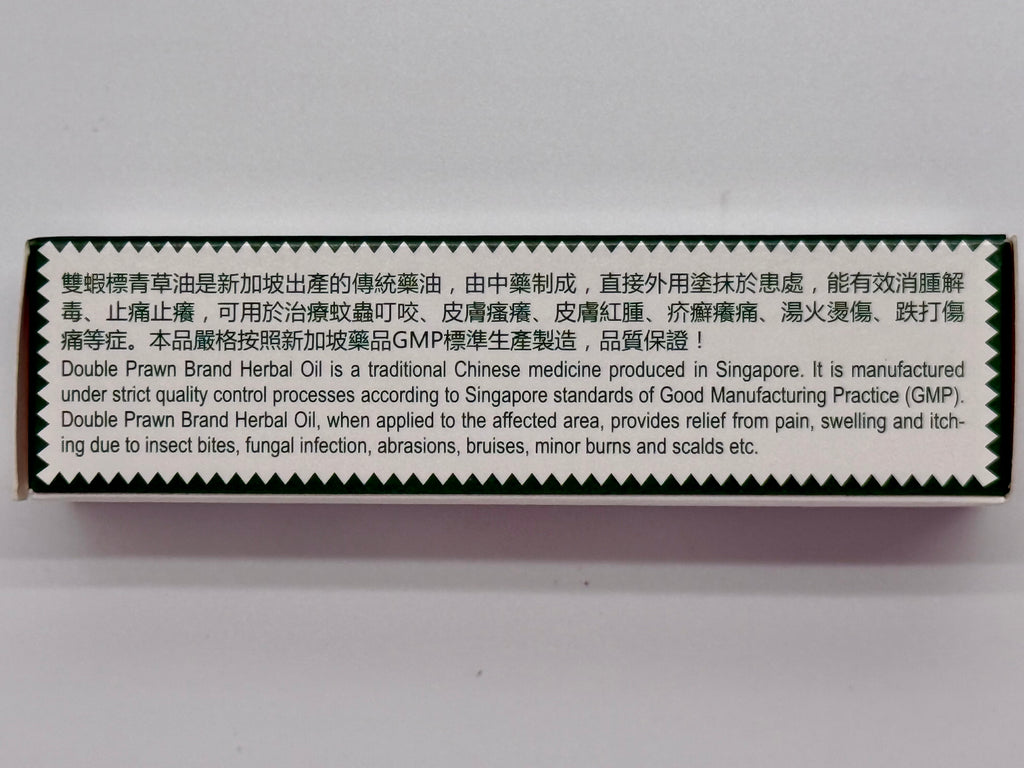 雙蝦標青草油是新加坡出產的傳統藥油，由中藥制成，直接外用塗抹於患處，能有效消腫解
毒、止痛止癢，可用於治療蚊蟲叮咬、皮膚瘙癢、皮膚紅腫、疥癬癢痛、湯火燙傷、跌打傷
痛等症。本品嚴格按照新加坡藥品GMP標準生產製造，品質保證！
Double Prawn Brand Herbal Oil is a traditional Chinese medicine produced in Singapore. It is manufactured
under strict quality control processes according to Singapore standards of Good Manufacturing Practice (GMP).
Double Prawn Brand Herbal Oil, when applied to the affected area, provides relief from pain, swelling and itch-
ing due to insect bites, fungal infection, abrasions, bruises, minor burns and scalds etc.